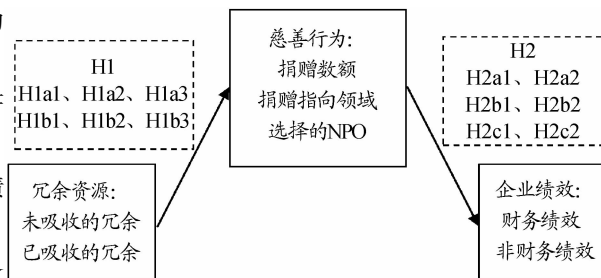 慈善行为:
捐赠数额
捐赠指向领域
选择的NPO
H1
H1a1、H1a2、H1a3
H1b1、H1b2、H1b3
H2
H2a1、H2a2
H2b1、H2b2
H2c1、H2c2
冗余资源:
未吸收的冗余
已吸收的冗余
企业绩效:
财务绩效
非财务绩效